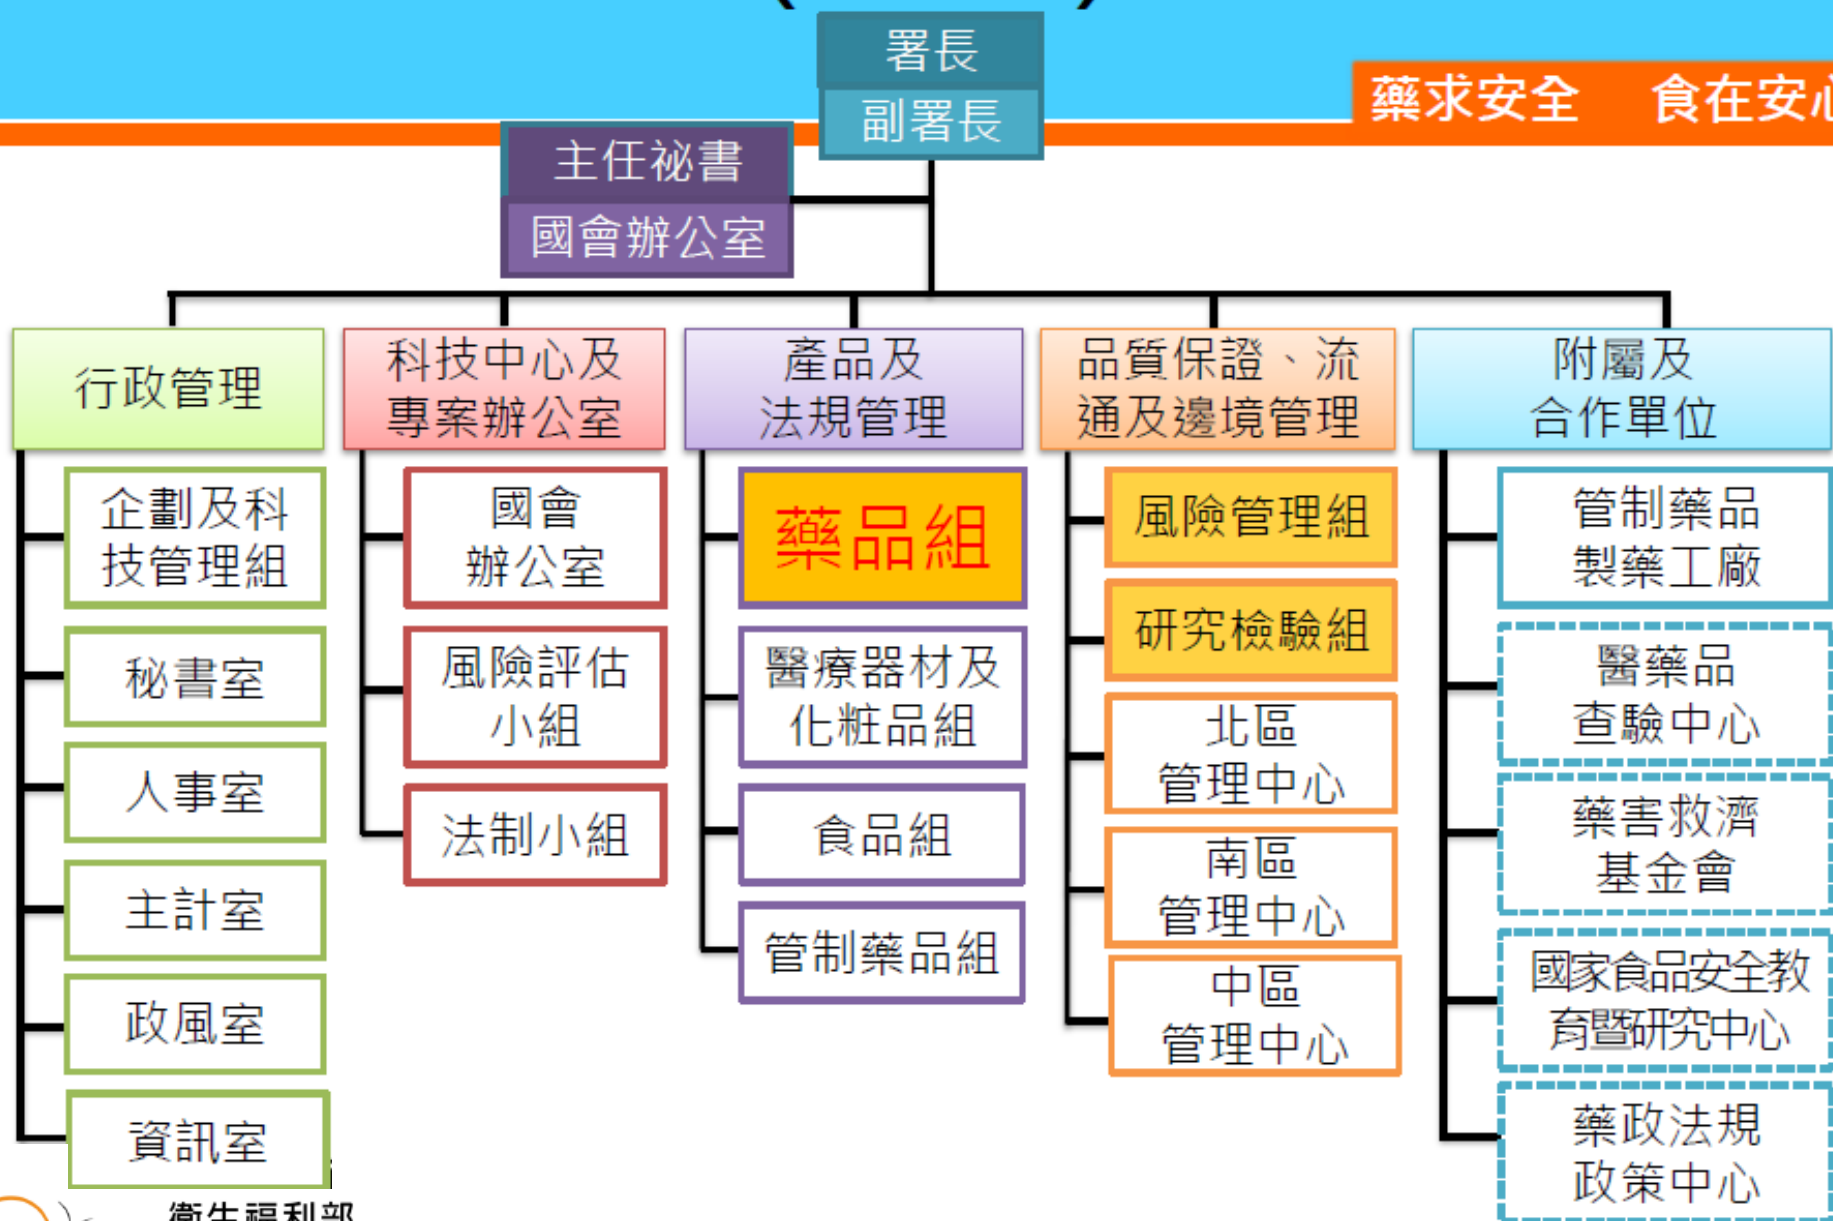 署長
副署長
藥求安全 食在安心
主任祕書
國會辦公室
行政管理
企劃及科
技管理組
秘書室
人事室
主計室
政風室
資訊室
科技中心及
專案辦公室
國會
辦公室
風險評估
小組
法制小組
產品及
法規管理
藥品組
醫療器材及
化粧品組
食品組
管制藥品組
品質保證、流
通及邊境管理
風險管理組
研究檢驗組
北區
管理中心
南區
管理中心
中區
管理中心
附屬及
合作單位
管制藥品
製藥工廠
醫藥品
查驗中心
藥害救濟
基金會
國家食品安全教
育暨研究中心
藥政法規
政策中心
衛生福利部